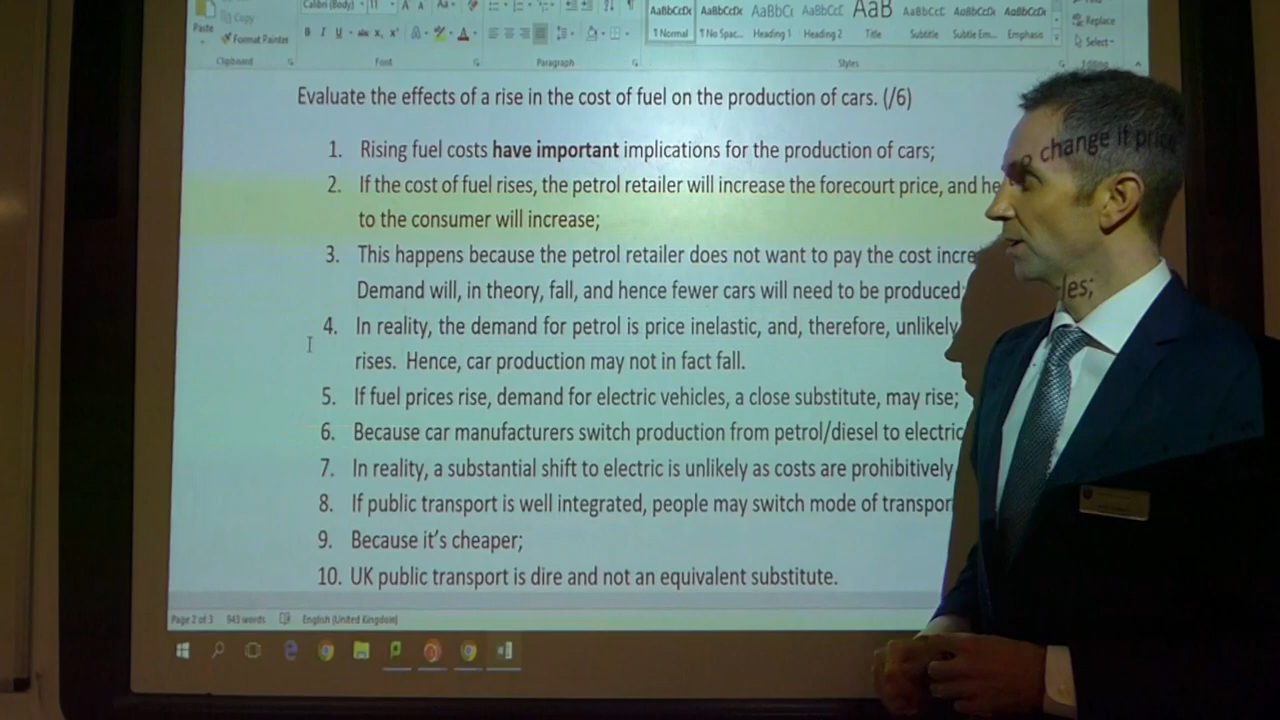 Calibri (Body) 11
AaBbCcDc AaBbCcDc AaBbC AaBbCcC AaB AaBbCcC AaBbCcDc AaBbCcDc
Replace
Paste
Copy
Format Painter
¶ Normal ¶ No Spac... Heading 1 Heading 2 Title Subtitle Subtle Em... Emphasis
Select
Clipboard Font Paragraph Styles Editing
Evaluate the effects of a rise in the cost of fuel on the production of cars. (/6)
1. Rising fuel costs have important implications for the production of cars;
2. If the cost of fuel rises, the petrol retailer will increase the forecourt price, and he
to the consumer will increase;
3. This happens because the petrol retailer does not want to pay the cost incre
Demand will, in theory, fall, and hence fewer cars will need to be produced
les;
4. In reality, the demand for petrol is price inelastic, and, therefore, unlikely
change if price
rises. Hence, car production may not in fact fall.
5. If fuel prices rise, demand for electric vehicles, a close substitute, may rise;
6. Because car manufacturers switch production from petrol/diesel to electric
7. In reality, a substantial shift to electric is unlikely as costs are prohibitively
8. If public transport is well integrated, people may switch mode of transpor
9. Because it's cheaper;
10. UK public transport is dire and not an equivalent substitute.
Page 2 of 3 943 words English (United Kingdom)